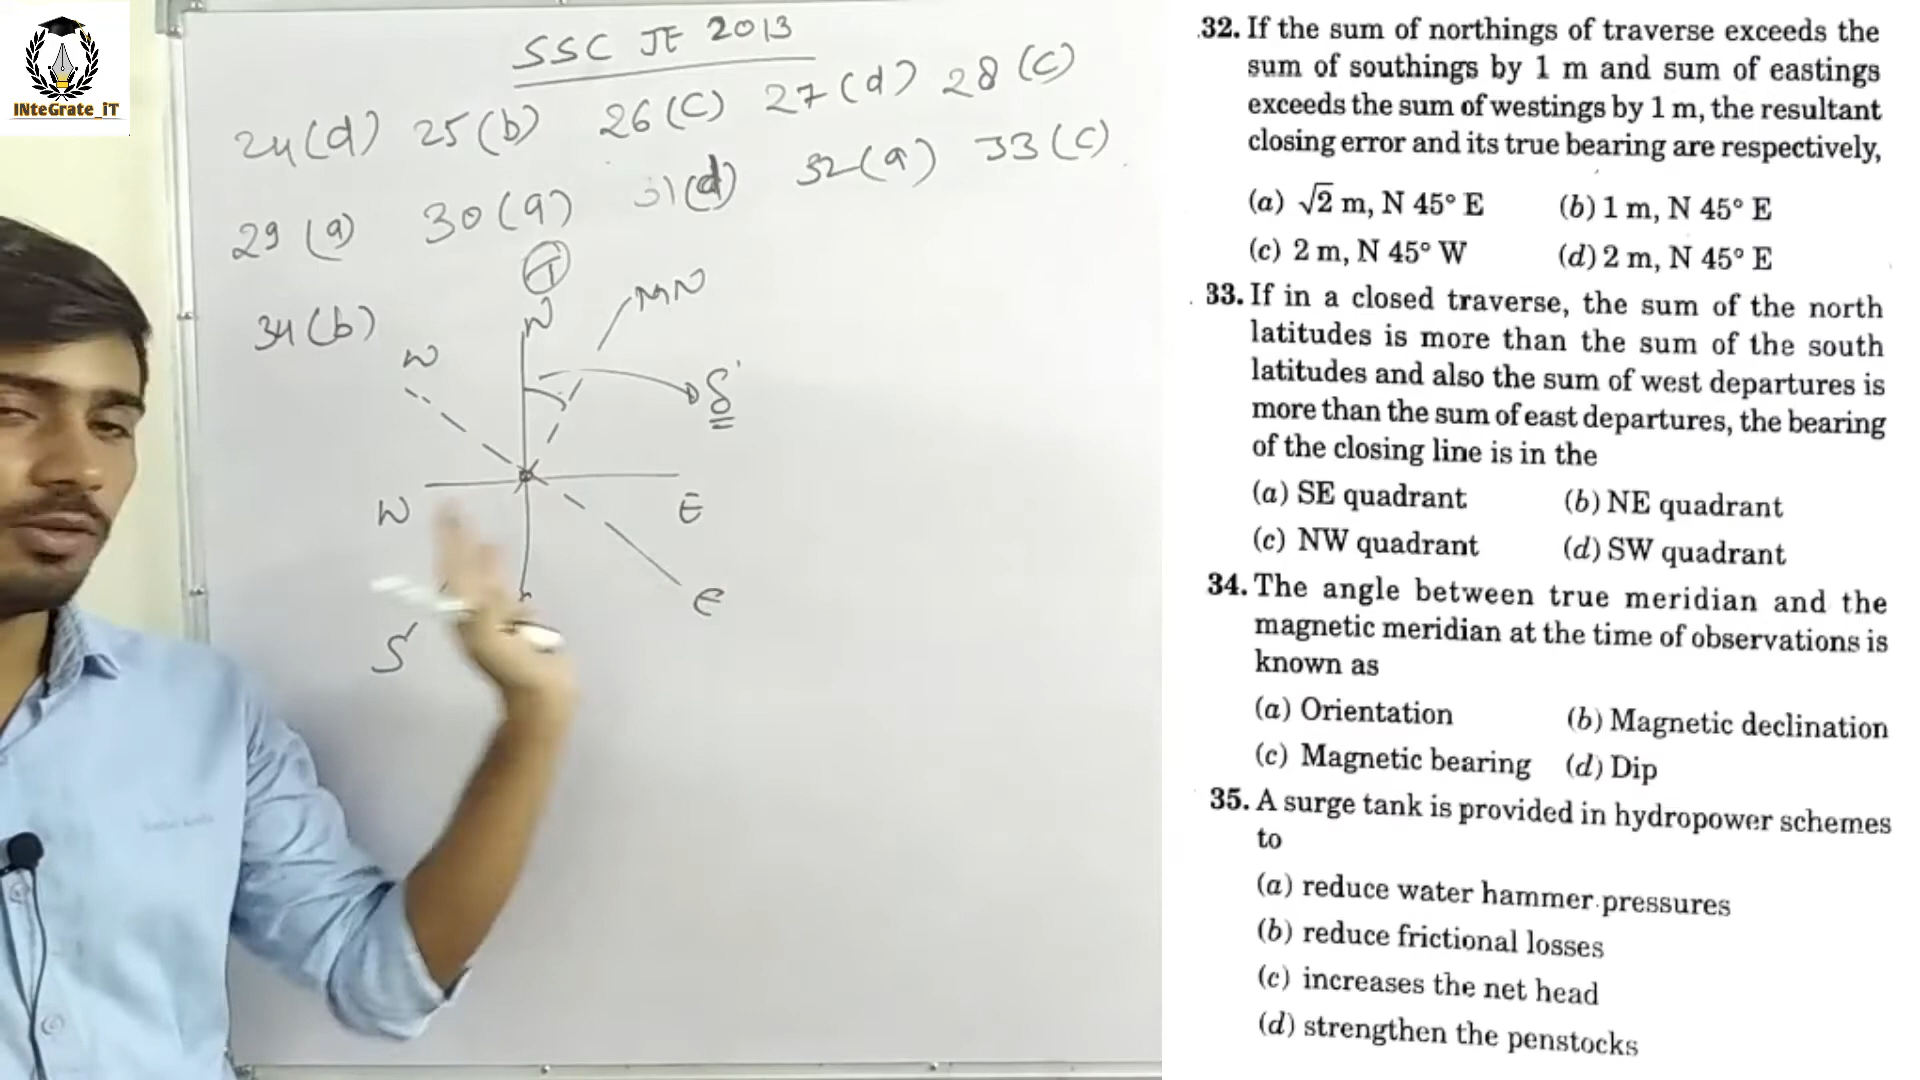 INteGrate_iT
SSC JE 2013
24(d) 25(b) 26(C) 27(d) 28(C)
29(a) 30(a) 31(d) 32(a) 33(C)
34(b)
T
N
MN
N
δ
W
E
E
S
32. If the sum of northings of traverse exceeds the
sum of southings by 1 m and sum of eastings
exceeds the sum of westings by 1 m, the resultant
closing error and its true bearing are respectively,
(a) √2 m, N 45° E (b) 1 m, N 45° E
(c) 2 m, N 45° W (d) 2 m, N 45° E
33. If in a closed traverse, the sum of the north
latitudes is more than the sum of the south
latitudes and also the sum of west departures is
more than the sum of east departures, the bearing
of the closing line is in the
(a) SE quadrant (b) NE quadrant
(c) NW quadrant (d) SW quadrant
34. The angle between true meridian and the
magnetic meridian at the time of observations is
known as
(a) Orientation (b) Magnetic declination
(c) Magnetic bearing (d) Dip
35. A surge tank is provided in hydropower schemes
to
(a) reduce water hammer pressures
(b) reduce frictional losses
(c) increases the net head
(d) strengthen the penstocks